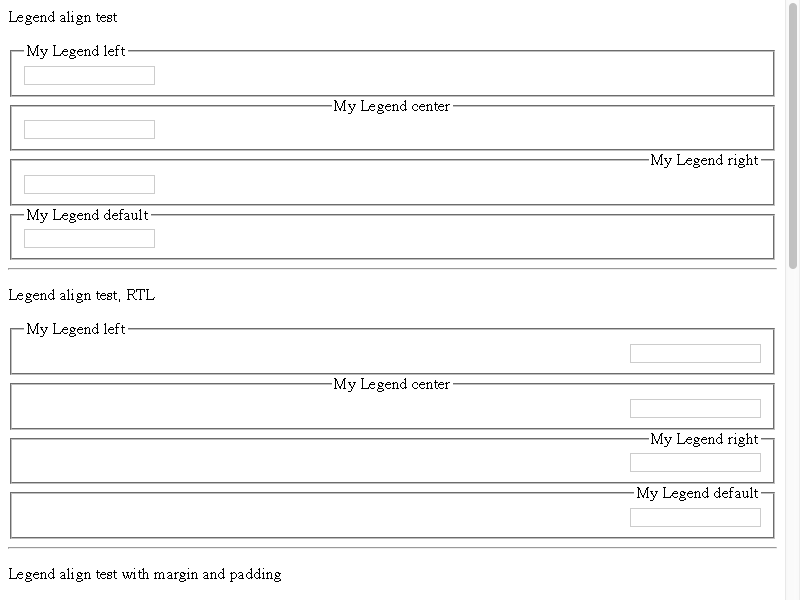 Legend align test
My Legend left
My Legend center
My Legend right
My Legend default
Legend align test, RTL
My Legend left
My Legend center
My Legend right
My Legend default
Legend align test with margin and padding